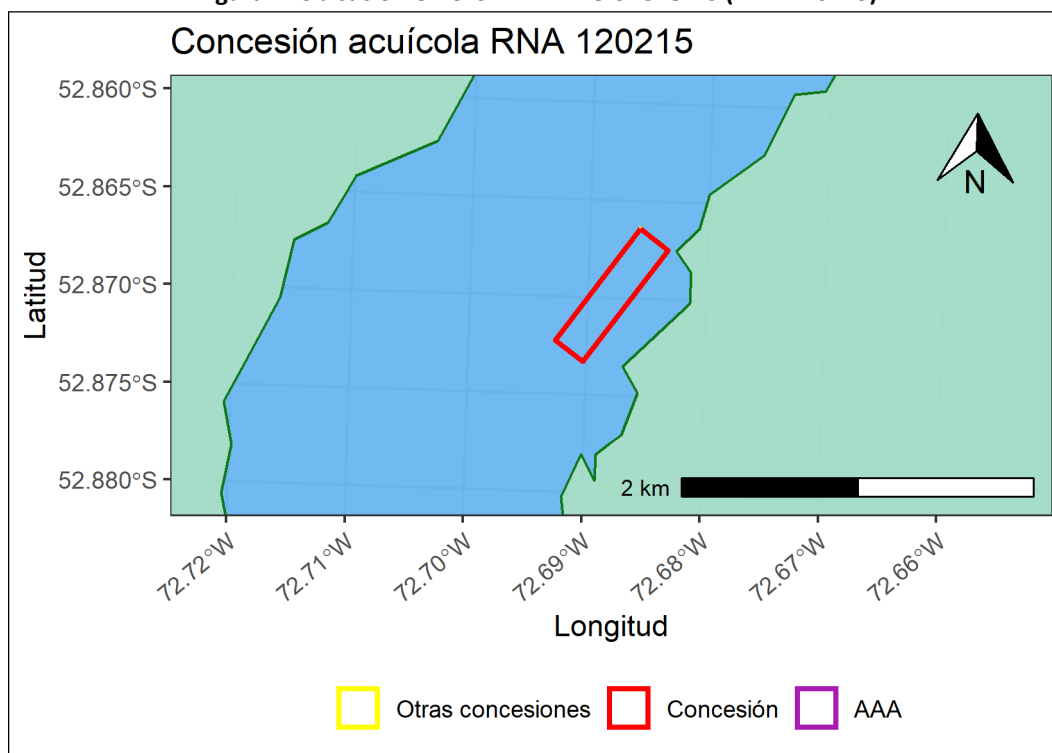 Concesión acuícola RNA 120215
52.860°S
52.865°S
52.870°S
52.875°S
52.880°S
Latitud
N
2 km
72.72°W
72.71°W
72.70°W
72.69°W
72.68°W
72.67°W
72.66°W
Longitud
Otras concesiones Concesión AAA